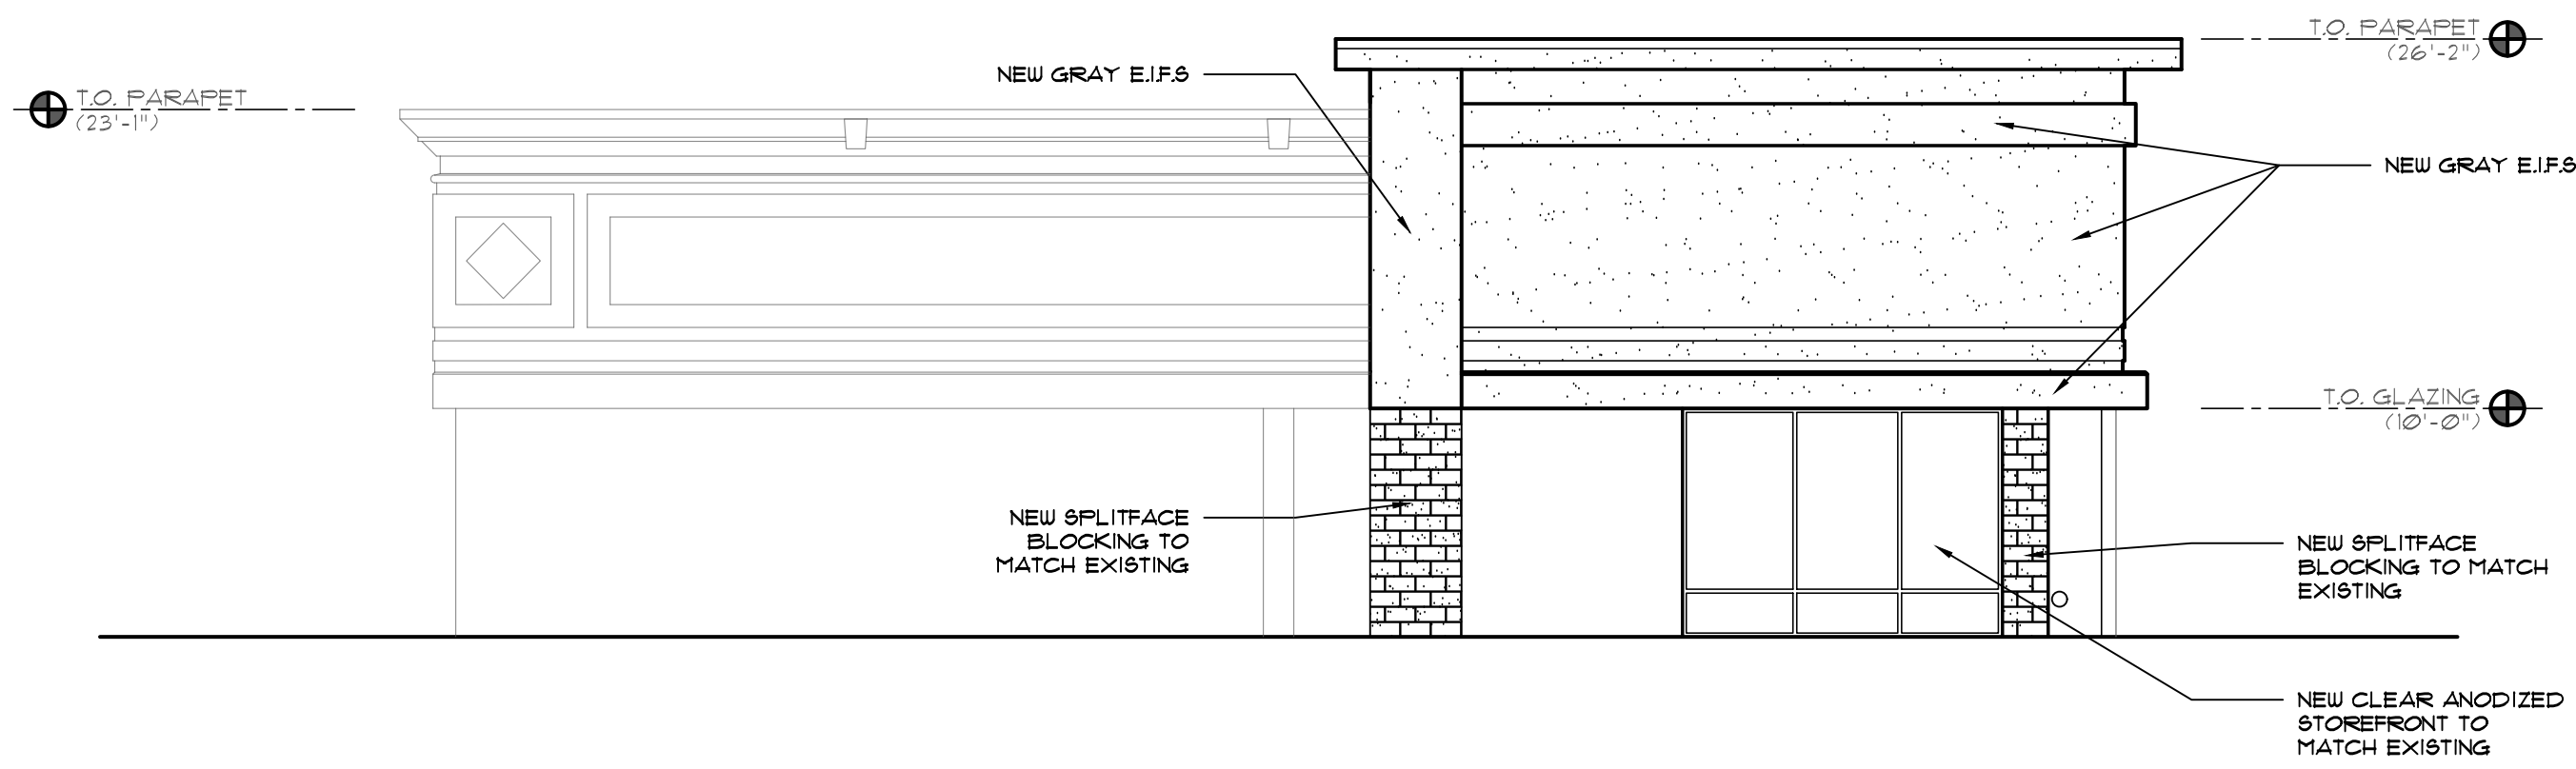 T.O. PARAPET
(26'-2")
NEW GRAY E.I.F.S
T.O. PARAPET
(23'-1")
NEW GRAY E.I.F.S
T.O. GLAZING
(10'-0")
NEW SPLITFACE
BLOCKING TO
MATCH EXISTING
NEW SPLITFACE
BLOCKING TO MATCH
EXISTING
NEW CLEAR ANODIZED
STOREFRONT TO
MATCH EXISTING